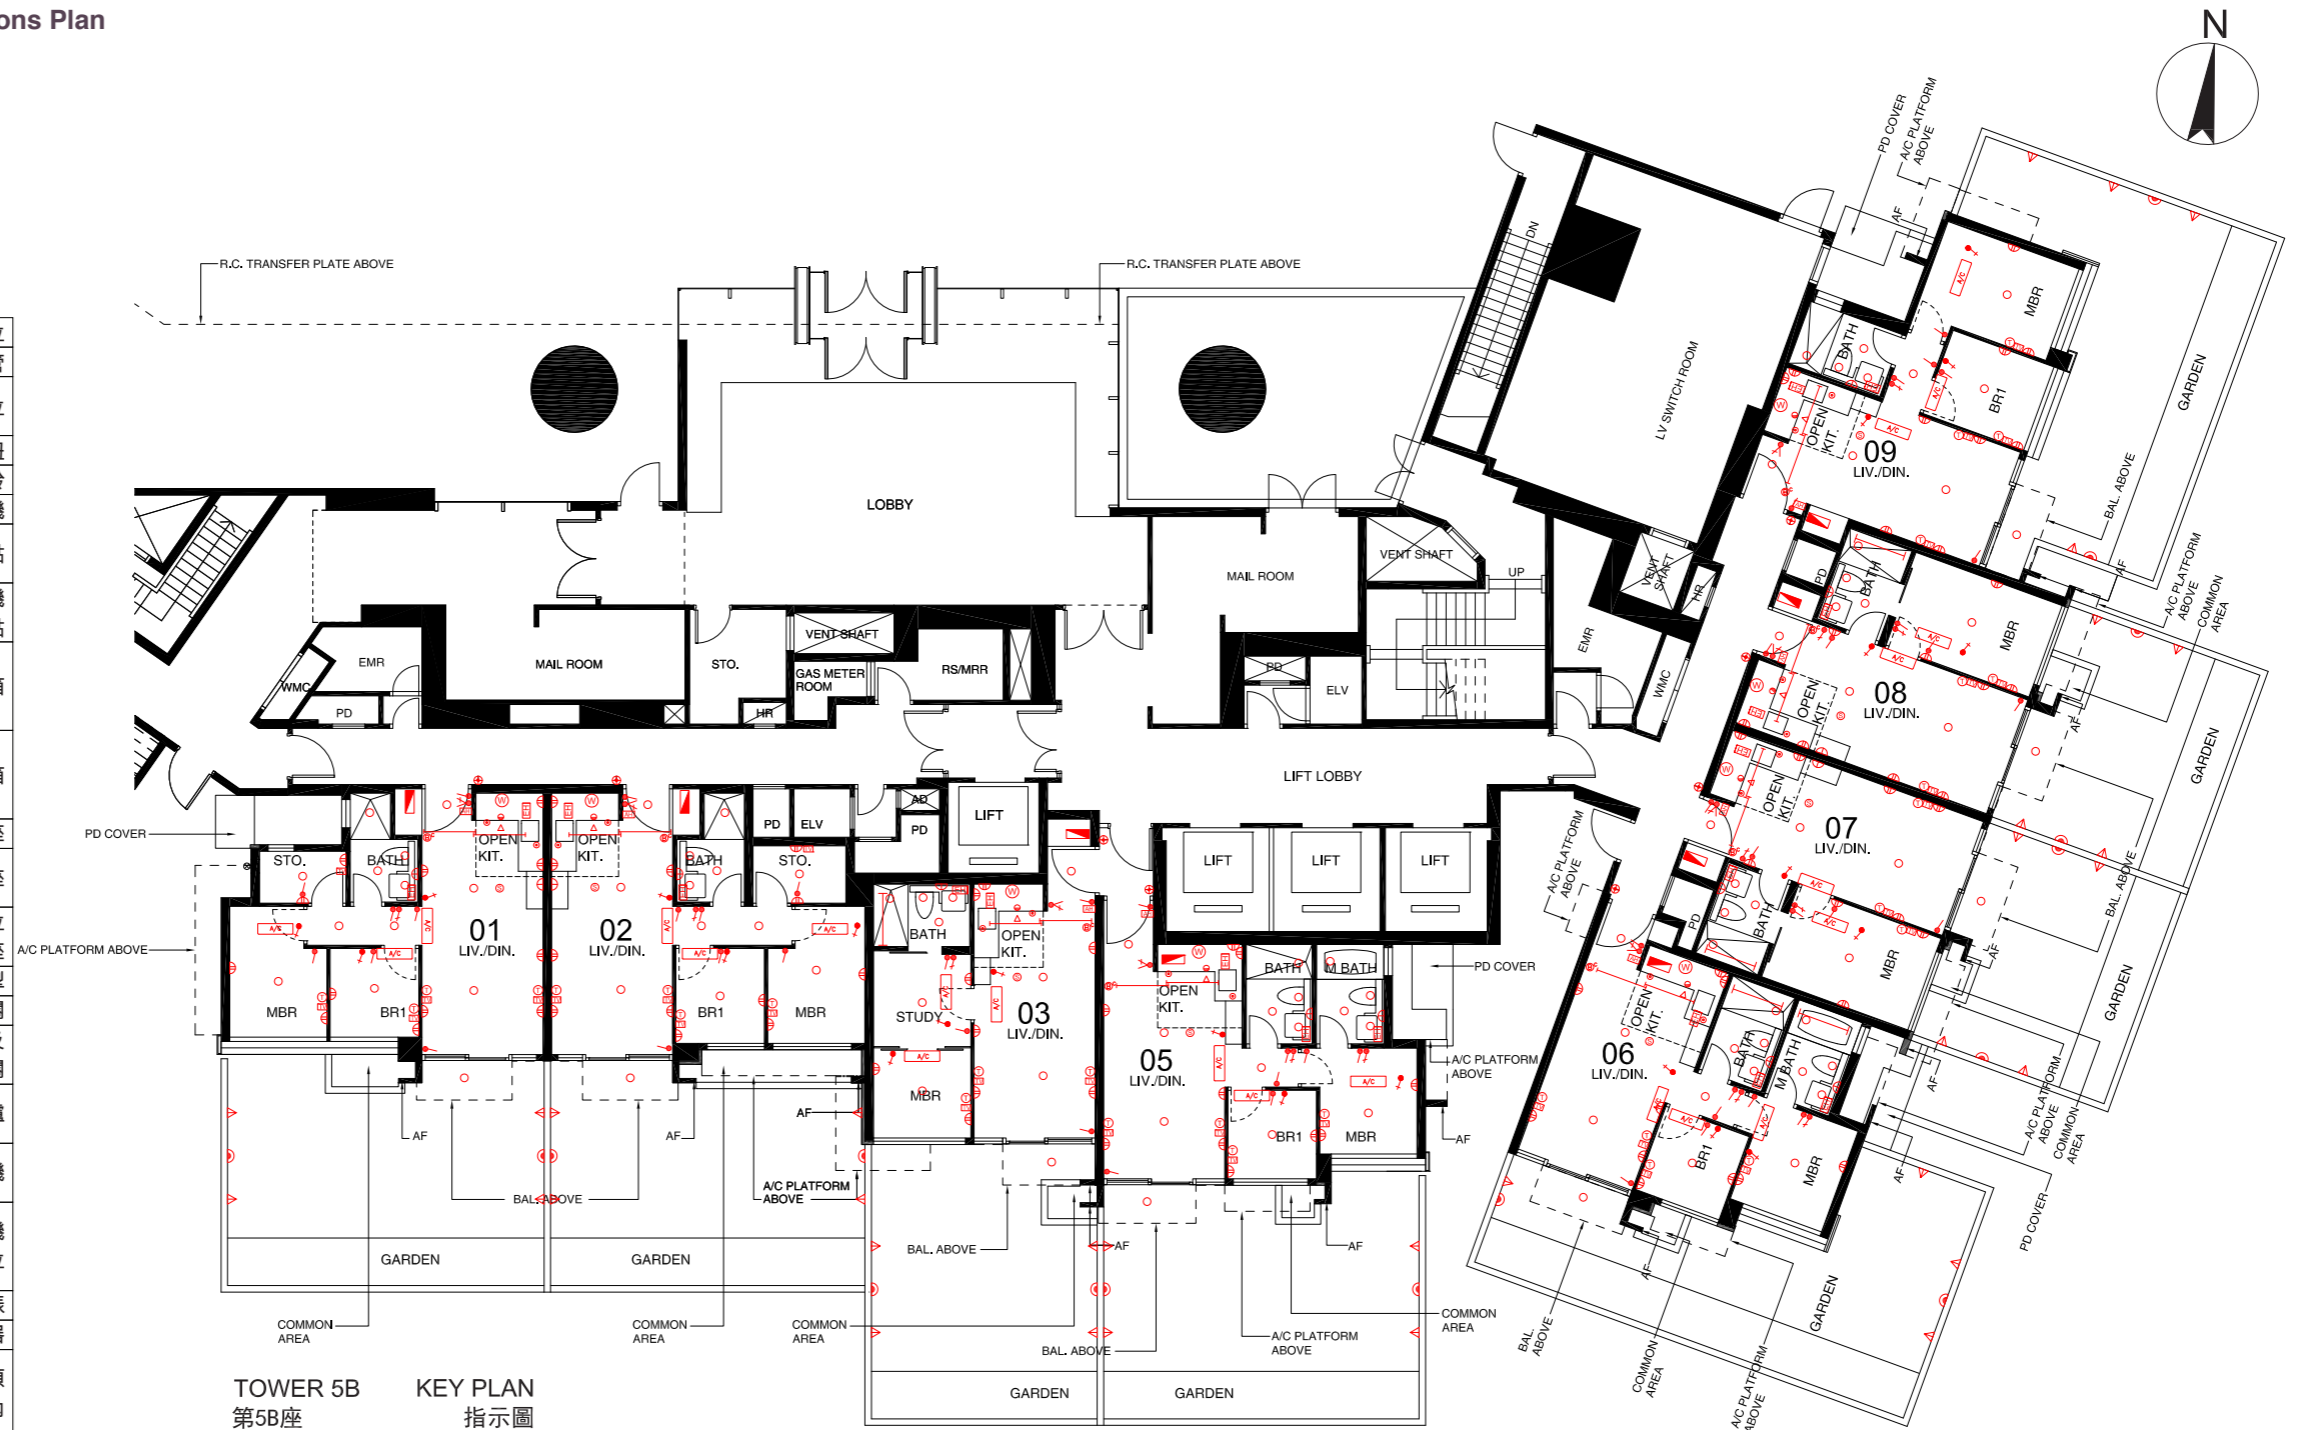 ons Plan
N
PD COVER
A/C PLATFORM
ABOVE
AF
R.C. TRANSFER PLATE ABOVE
R.C. TRANSFER PLATE ABOVE
DN
LV SWITCH ROOM
MBR
BATH
BR1
GARDEN
OPEN
KIT.
09
LIV./DIN.
BAL. ABOVE
AF
A/C PLATFORM
ABOVE
COMMON
AREA
LOBBY
MAIL ROOM
VENT SHAFT
UP
VENT
SHAFT
HR
PD
BATH
MBR
EMR
WMC
PD
MAIL ROOM
STO.
VENT SHAFT
GAS METER
ROOM
RS/MRR
HR
PD
ELV
EMR
WMC
OPEN
KIT.
08
LIV./DIN.
AF
GARDEN
LIFT LOBBY
OPEN
KIT.
07
LIV./DIN.
BAL. ABOVE
AF
PD COVER
STO.
BATH
OPEN
KIT.
OPEN
KIT.
BATH
STO.
PD
ELV
AD
PD
LIFT
LIFT
LIFT
LIFT
A/C PLATFORM
ABOVE
PD
BATH
MBR
GARDEN
A/C PLATFORM ABOVE
01
LIV./DIN.
02
LIV./DIN.
BATH
OPEN
KIT.
STUDY
03
LIV./DIN.
MBR
BR1
BR1
MBR
MBR
OPEN
KIT.
BATH
M BATH
PD COVER
05
LIV./DIN.
BR1
MBR
A/C PLATFORM
ABOVE
AF
OPEN
KIT.
06
LIV./DIN.
BATH
M BATH
BR1
MBR
AF
A/C PLATFORM
ABOVE
COMMON
AREA
AF
PD COVER
AF
AF
AF
BAL. ABOVE
A/C PLATFORM
ABOVE
BAL. ABOVE
AF
AF
AF
GARDEN
GARDEN
COMMON
AREA
COMMON
AREA
COMMON
AREA
BAL. ABOVE
A/C PLATFORM
ABOVE
COMMON
AREA
BAL.
ABOVE
COMMON
AREA
A/C PLATFORM
ABOVE
GARDEN
GARDEN
GARDEN
TOWER 5B
第5B座
KEY PLAN
指示圖